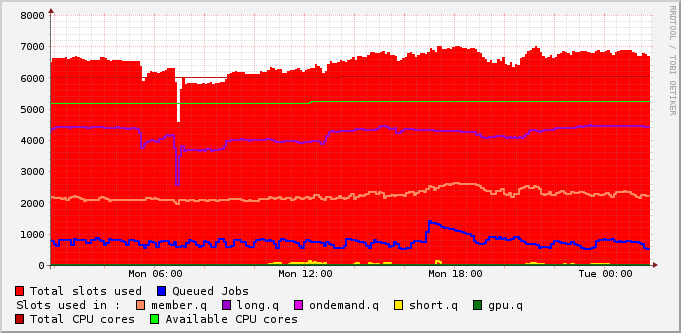 8000
7000
6000
5000
4000
3000
2000
1000
0
Mon 06:00 Mon 12:00 Mon 18:00 Tue 00:00
Total slots used Queued Jobs
Slots used in : member.q long.q ondemand.q short.q gpu.q
Total CPU cores Available CPU cores
RRDTOOL / TOBI OETIKER